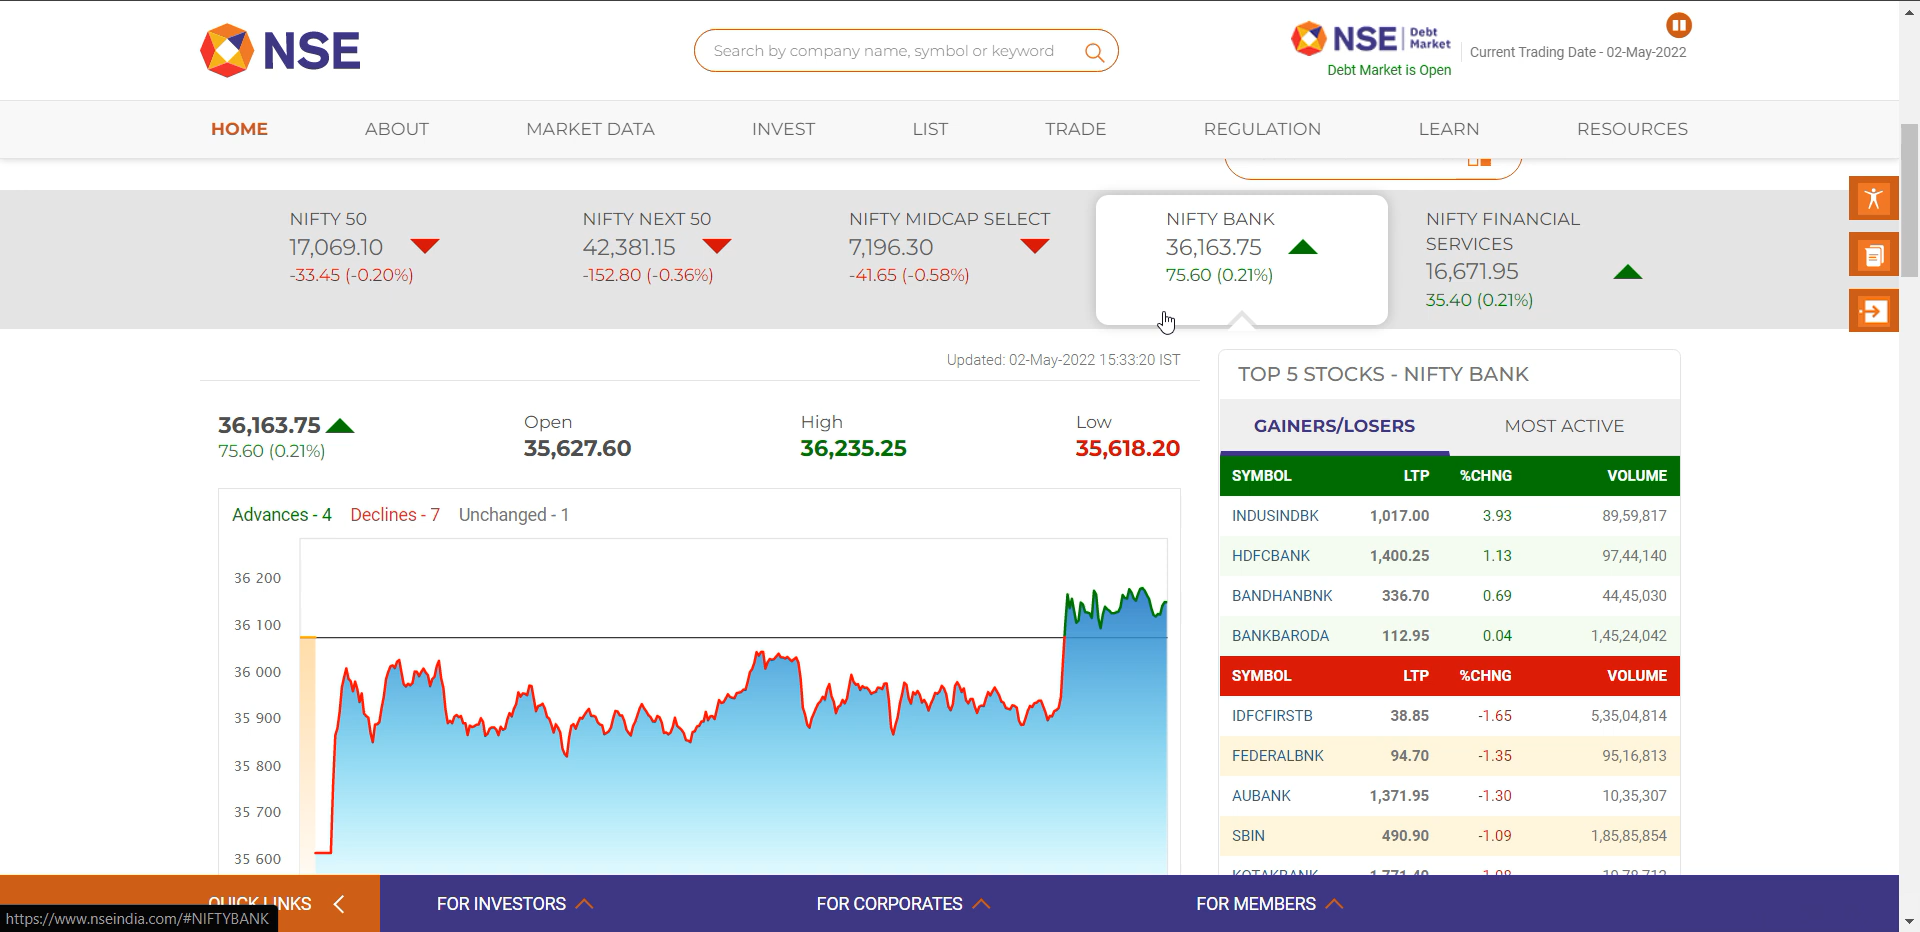 NSE
Search by company name, symbol or keyword
NSE Debt Market
Debt Market is Open
Current Trading Date - 02-May-2022
HOME ABOUT MARKET DATA INVEST LIST TRADE REGULATION LEARN RESOURCES
NIFTY 50
17,069.10
-33.45 (-0.20%)
NIFTY NEXT 50
42,381.15
-152.80 (-0.36%)
NIFTY MIDCAP SELECT
7,196.30
-41.65 (-0.58%)
NIFTY BANK
36,163.75
75.60 (0.21%)
NIFTY FINANCIAL
SERVICES
16,671.95
35.40 (0.21%)
Updated: 02-May-2022 15:33:20 IST
36,163.75
75.60 (0.21%)
Open
35,627.60
High
36,235.25
Low
35,618.20
Advances - 4 Declines - 7 Unchanged - 1
36 200
36 100
36 000
35 900
35 800
35 700
35 600
TOP 5 STOCKS - NIFTY BANK
GAINERS/LOSERS MOST ACTIVE
SYMBOL LTP %CHNG VOLUME
INDUSINDBK 1,017.00 3.93 89,59,817
HDFCBANK 1,400.25 1.13 97,44,140
BANDHANBNK 336.70 0.69 44,45,030
BANKBARODA 112.95 0.04 1,45,24,042
SYMBOL LTP %CHNG VOLUME
IDFCFIRSTB 38.85 -1.65 5,35,04,814
FEDERALBNK 94.70 -1.35 95,16,813
AUBANK 1,371.95 -1.30 10,35,307
SBIN 490.90 -1.09 1,85,85,854
QUICK LINKS FOR INVESTORS FOR CORPORATES FOR MEMBERS
https://www.nseindia.com/#NIFTYBANK